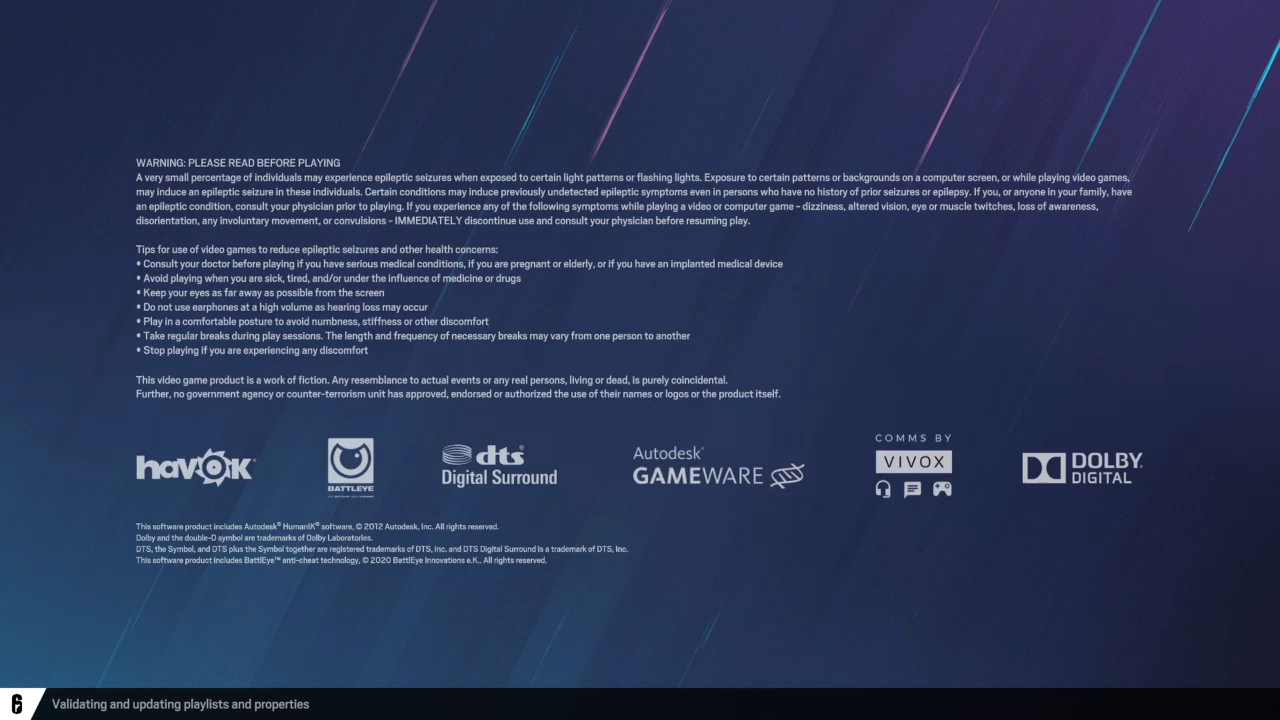 WARNING: PLEASE READ BEFORE PLAYING
A very small percentage of individuals may experience epileptic seizures when exposed to certain light patterns or flashing lights. Exposure to certain patterns or backgrounds on a computer screen, or while playing video games,
may induce an epileptic seizure in these individuals. Certain conditions may induce previously undetected epileptic symptoms even in persons who have no history of prior seizures or epilepsy. If you, or anyone in your family, have
an epileptic condition, consult your physician prior to playing. If you experience any of the following symptoms while playing a video or computer game – dizziness, altered vision, eye or muscle twitches, loss of awareness,
disorientation, any involuntary movement, or convulsions – IMMEDIATELY discontinue use and consult your physician before resuming play.
Tips for use of video games to reduce epileptic seizures and other health concerns:
• Consult your doctor before playing if you have serious medical conditions, if you are pregnant or elderly, or if you have an implanted medical device
• Avoid playing when you are sick, tired, and/or under the influence of medicine or drugs
• Keep your eyes as far away as possible from the screen
• Do not use earphones at a high volume as hearing loss may occur
• Play in a comfortable posture to avoid numbness, stiffness or other discomfort
• Take regular breaks during play sessions. The length and frequency of necessary breaks may vary from one person to another
• Stop playing if you are experiencing any discomfort
This video game product is a work of fiction. Any resemblance to actual events or any real persons, living or dead, is purely coincidental.
Further, no government agency or counter-terrorism unit has approved, endorsed or authorized the use of their names or logos or the product itself.
havok
BATTLEYE
dts®
Digital Surround
Autodesk®
GAMEWARE
COMMS BY
VIVOX
DOLBY®
DIGITAL
This software product includes Autodesk® HumanIK® software, © 2012 Autodesk, Inc. All rights reserved.
Dolby and the double-D symbol are trademarks of Dolby Laboratories.
DTS, the Symbol, and DTS plus the Symbol together are registered trademarks of DTS, Inc. and DTS Digital Surround is a trademark of DTS, Inc.
This software product includes BattlEye™ anti-cheat technology, © 2020 BattlEye Innovations e.K.. All rights reserved.
6 Validating and updating playlists and properties